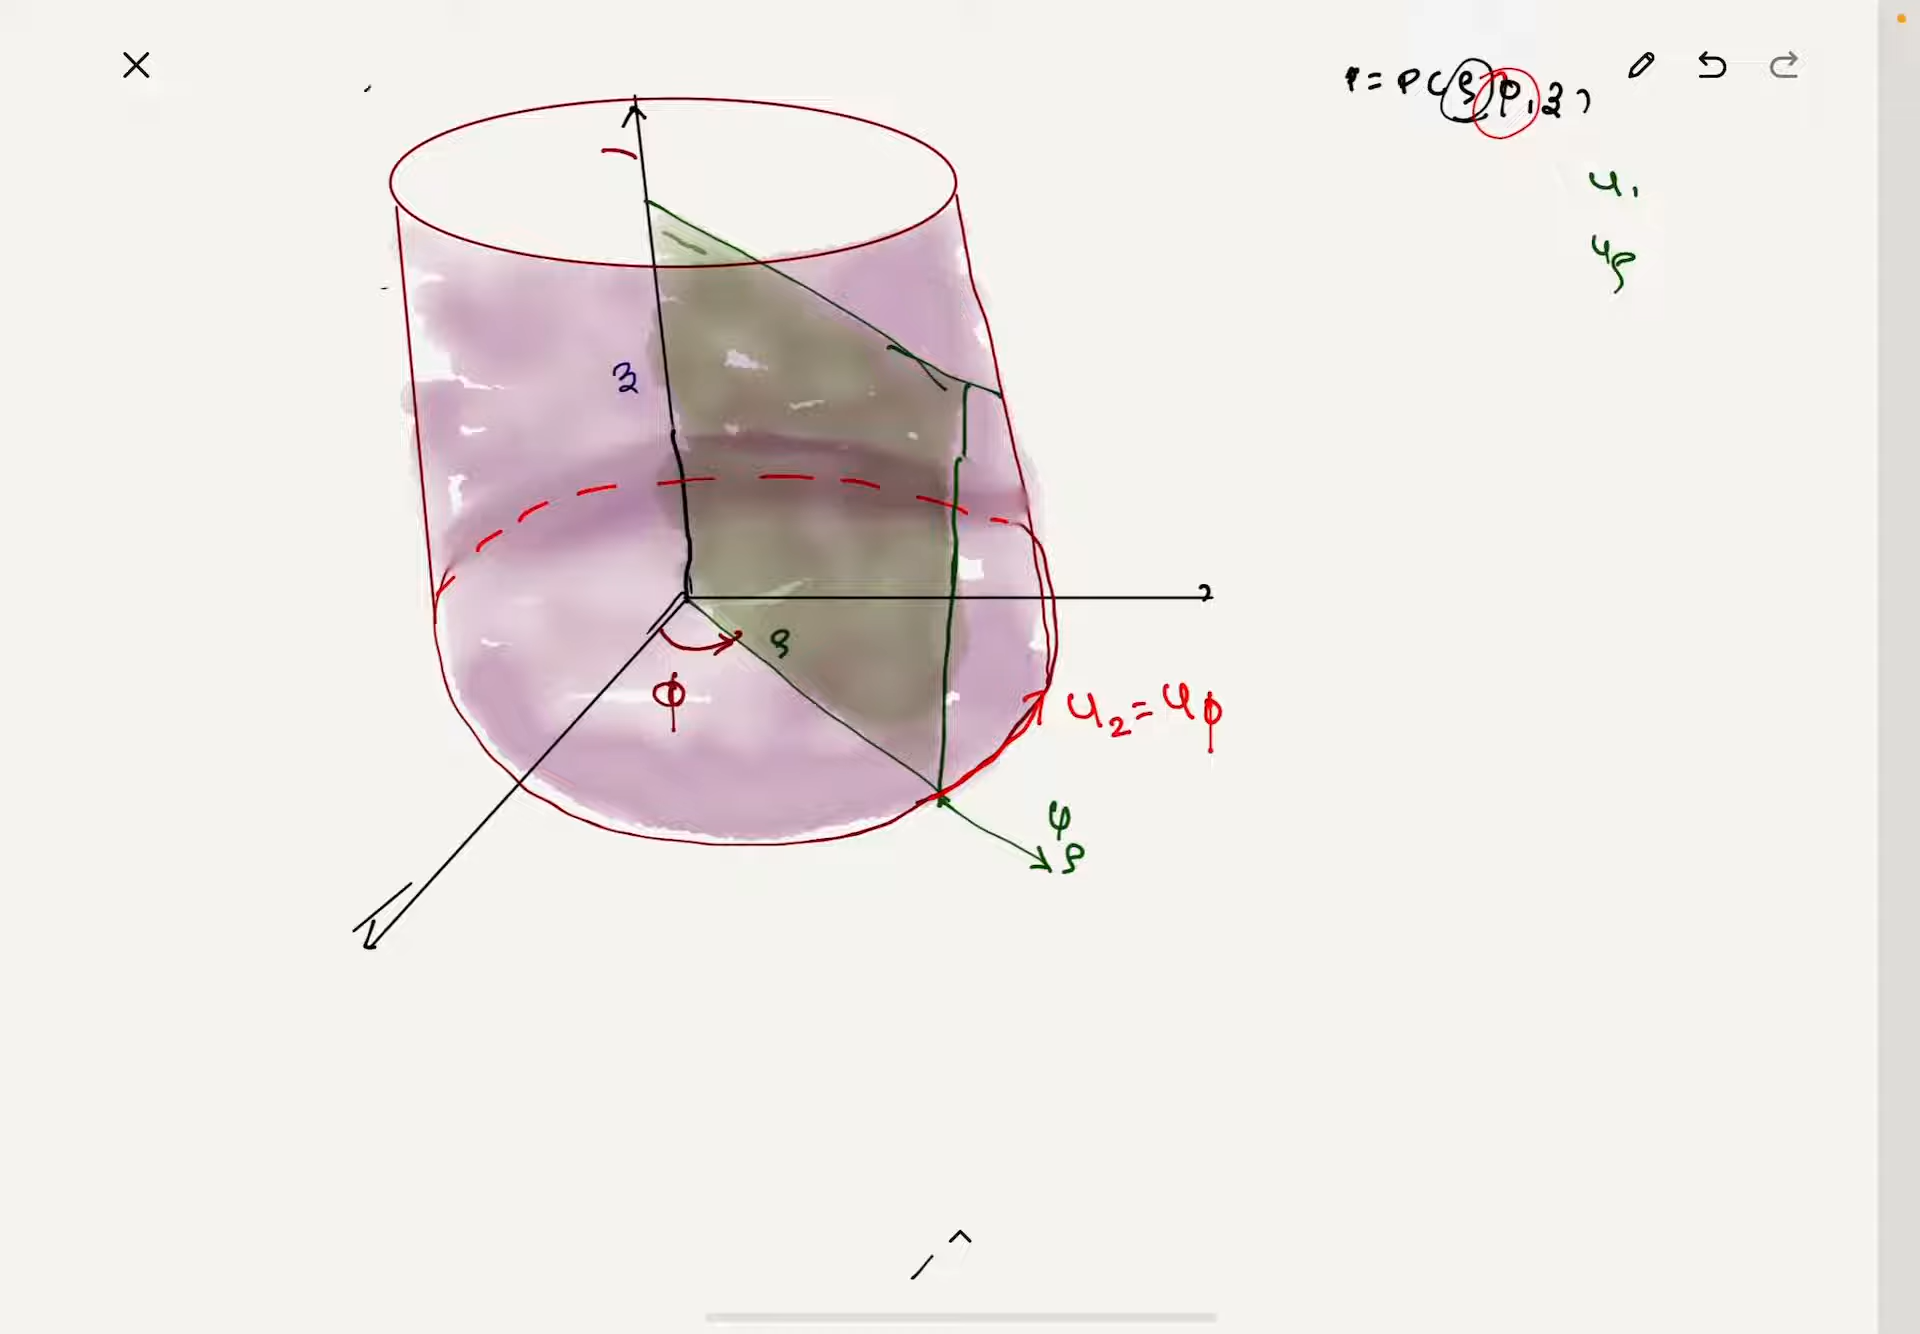 P = P(ρ, φ, z)
u₁
uρ
z
ρ
φ
u₂ = uφ
φ
ρ